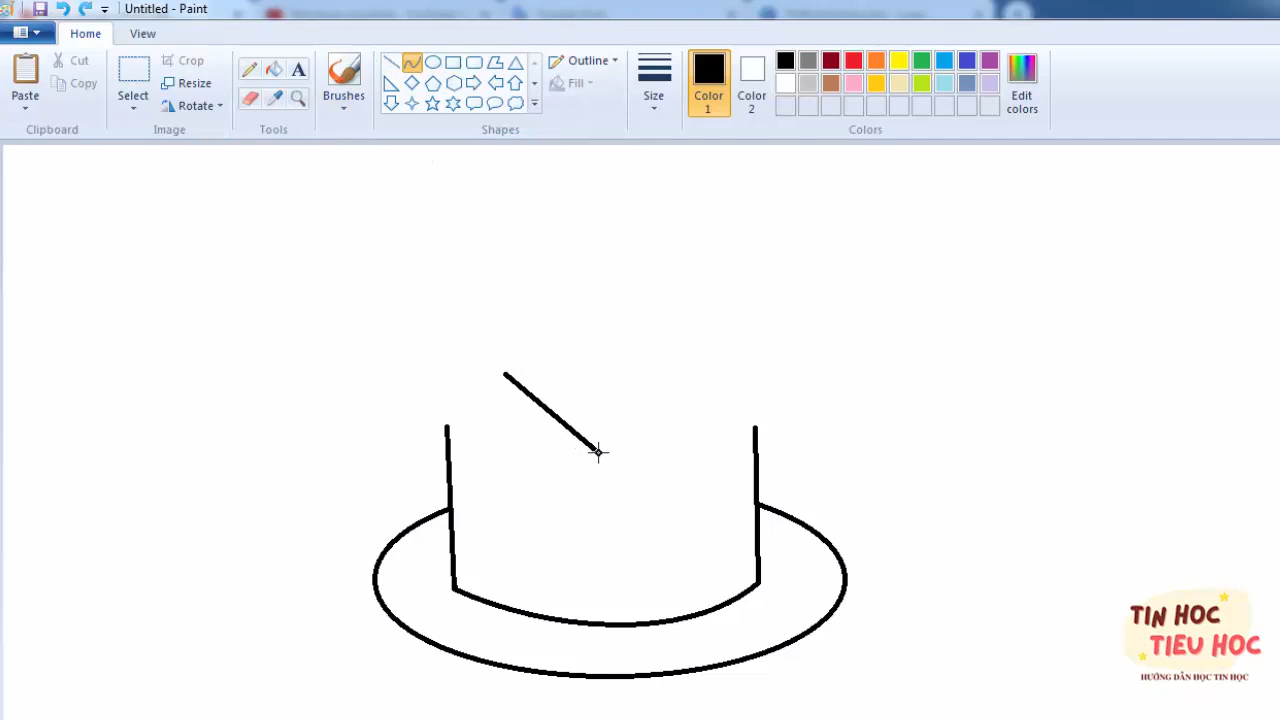 Untitled - Paint
Home
View
Cut
Copy
Paste
Clipboard
Crop
Resize
Rotate
Select
Image
A
Tools
Brushes
Outline
Fill
Shapes
Size
Color
1
Color
2
Edit
colors
Colors
TIN HOC
TIEU HOC
HƯỚNG DẪN HỌC TIN HỌC